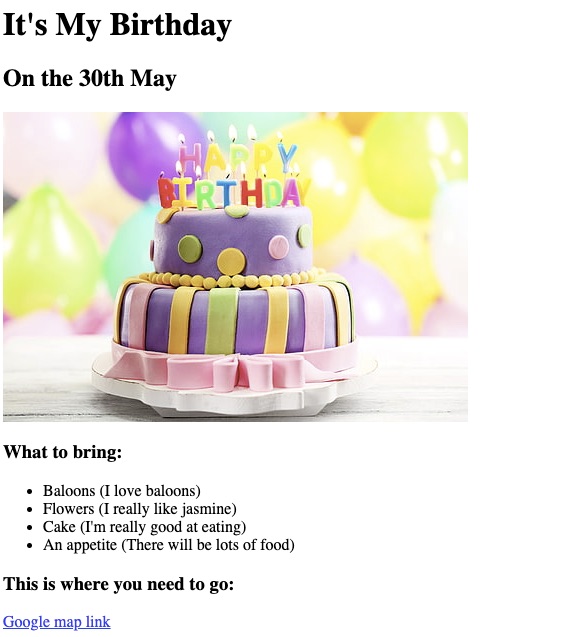 It's My Birthday
On the 30th May
HAPPY
BIRTHDAY
What to bring:
Baloons (I love baloons)
Flowers (I really like jasmine)
Cake (I'm really good at eating)
An appetite (There will be lots of food)
This is where you need to go:
Google map link